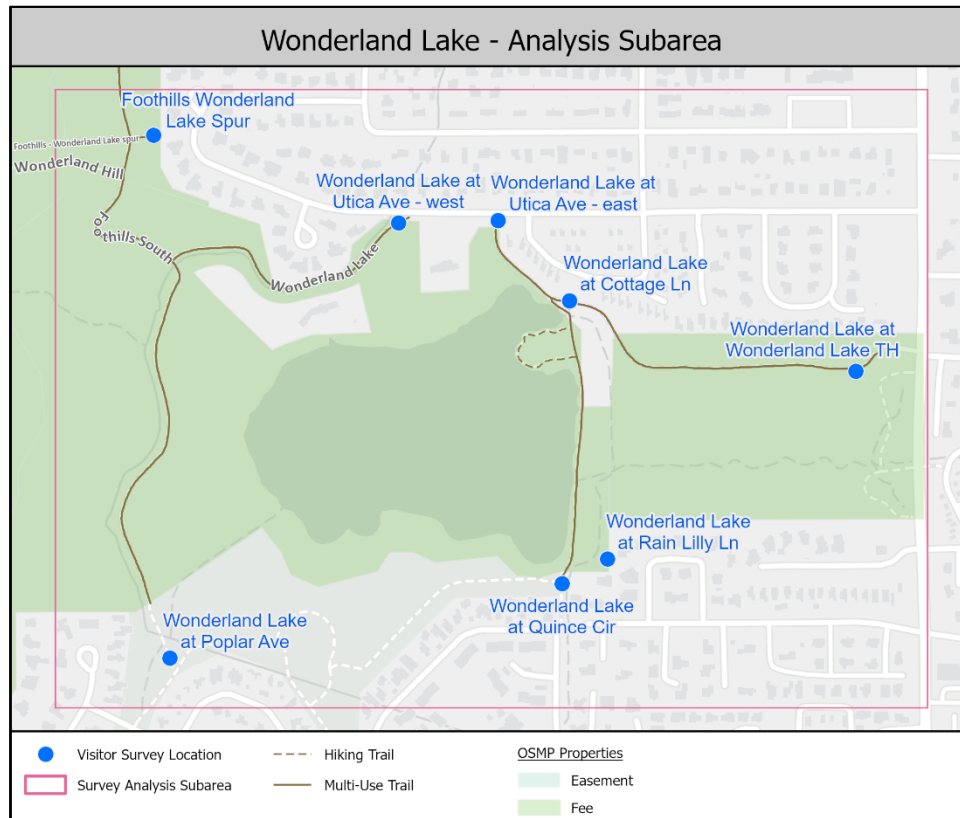 Wonderland Lake - Analysis Subarea
Foothills Wonderland
Lake Spur
Foothills - Wonderland Lake spur
Wonderland Hill
Wonderland Lake at
Utica Ave - west
Wonderland Lake at
Utica Ave - east
Foothills South
Wonderland Lake
Wonderland Lake
at Cottage Ln
Wonderland Lake at
Wonderland Lake TH
Wonderland Lake
at Rain Lilly Ln
Wonderland Lake
at Quince Cir
Wonderland Lake
at Poplar Ave
Visitor Survey Location
Hiking Trail
OSMP Properties
Survey Analysis Subarea
Multi-Use Trail
Easement
Fee